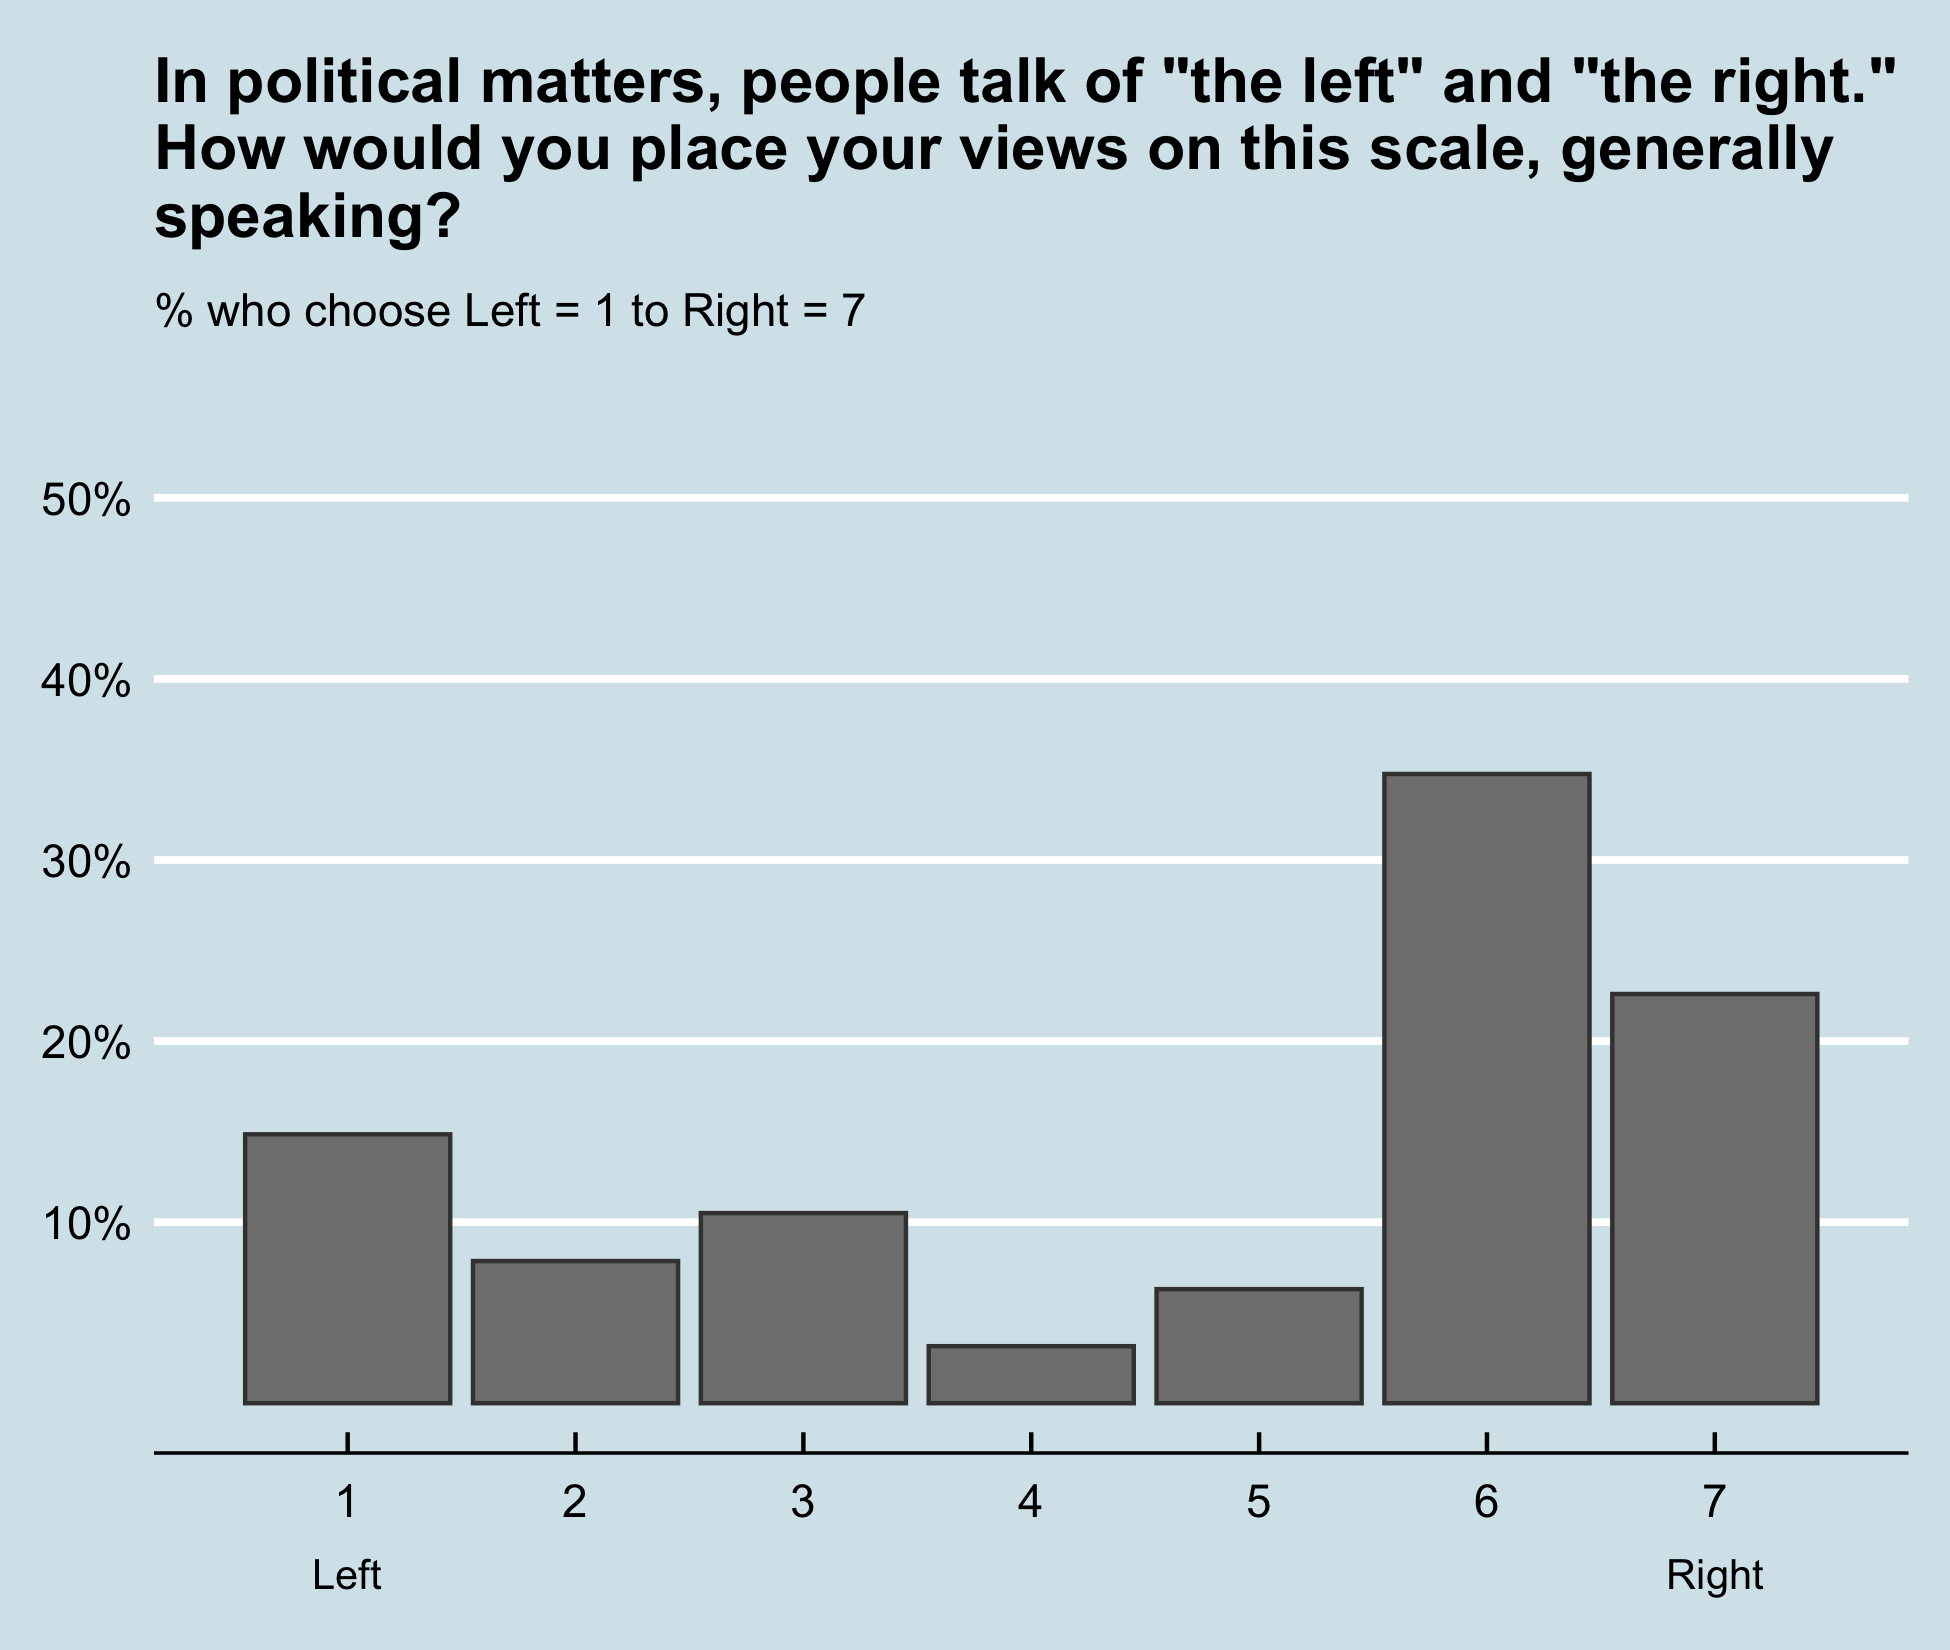 In political matters, people talk of "the left" and "the right."
How would you place your views on this scale, generally
speaking?
% who choose Left = 1 to Right = 7
50%
40%
30%
20%
10%
1 2 3 4 5 6 7
Left Right